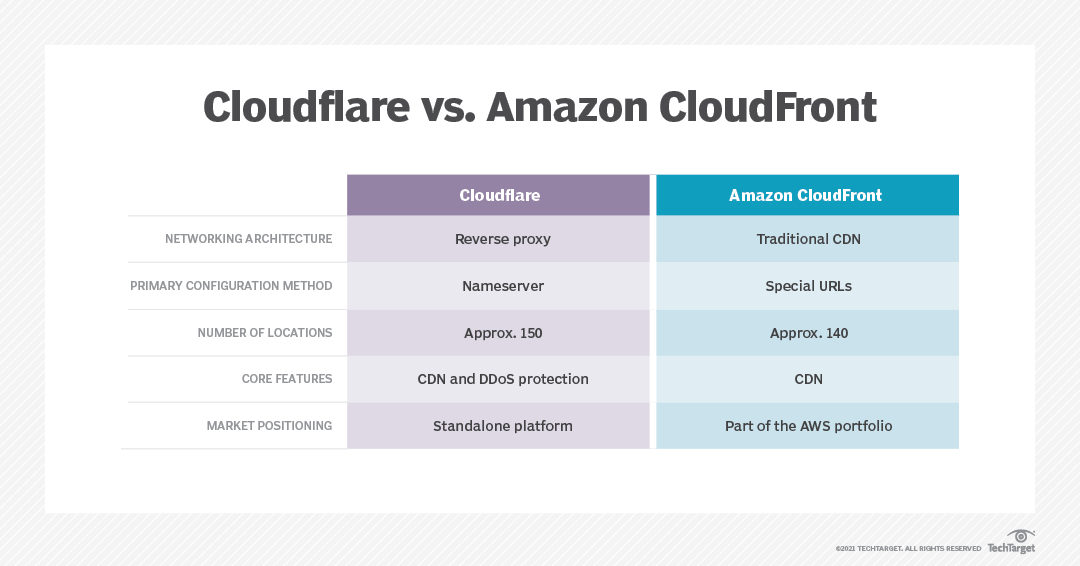 Cloudflare vs. Amazon CloudFront
Cloudflare Amazon CloudFront
NETWORKING ARCHITECTURE Reverse proxy Traditional CDN
PRIMARY CONFIGURATION METHOD Nameserver Special URLs
NUMBER OF LOCATIONS Approx. 150 Approx. 140
CORE FEATURES CDN and DDoS protection CDN
MARKET POSITIONING Standalone platform Part of the AWS portfolio
©2021 TECHTARGET. ALL RIGHTS RESERVED TechTarget